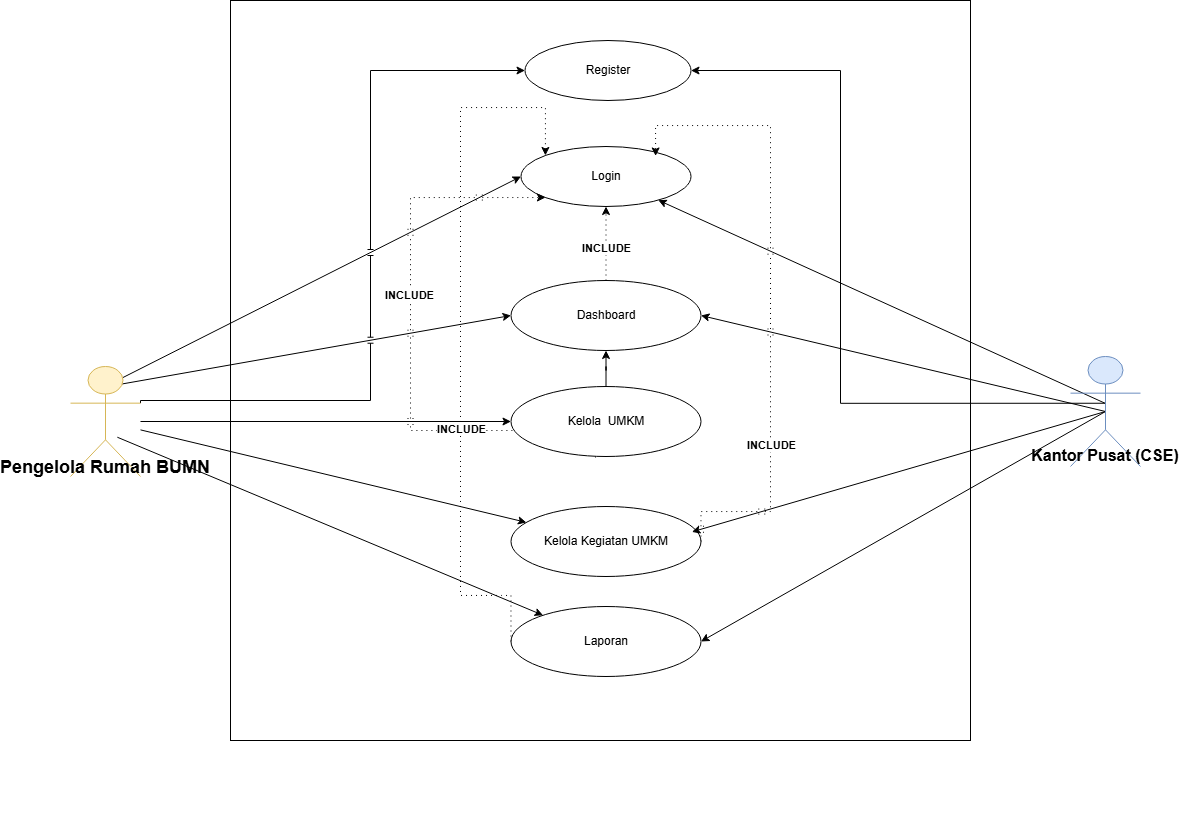 Register
Login
INCLUDE
INCLUDE
Dashboard
Kelola  UMKM
INCLUDE
INCLUDE
Pengelola Rumah BUMN
Kantor Pusat (CSE)
Kelola Kegiatan UMKM
Laporan